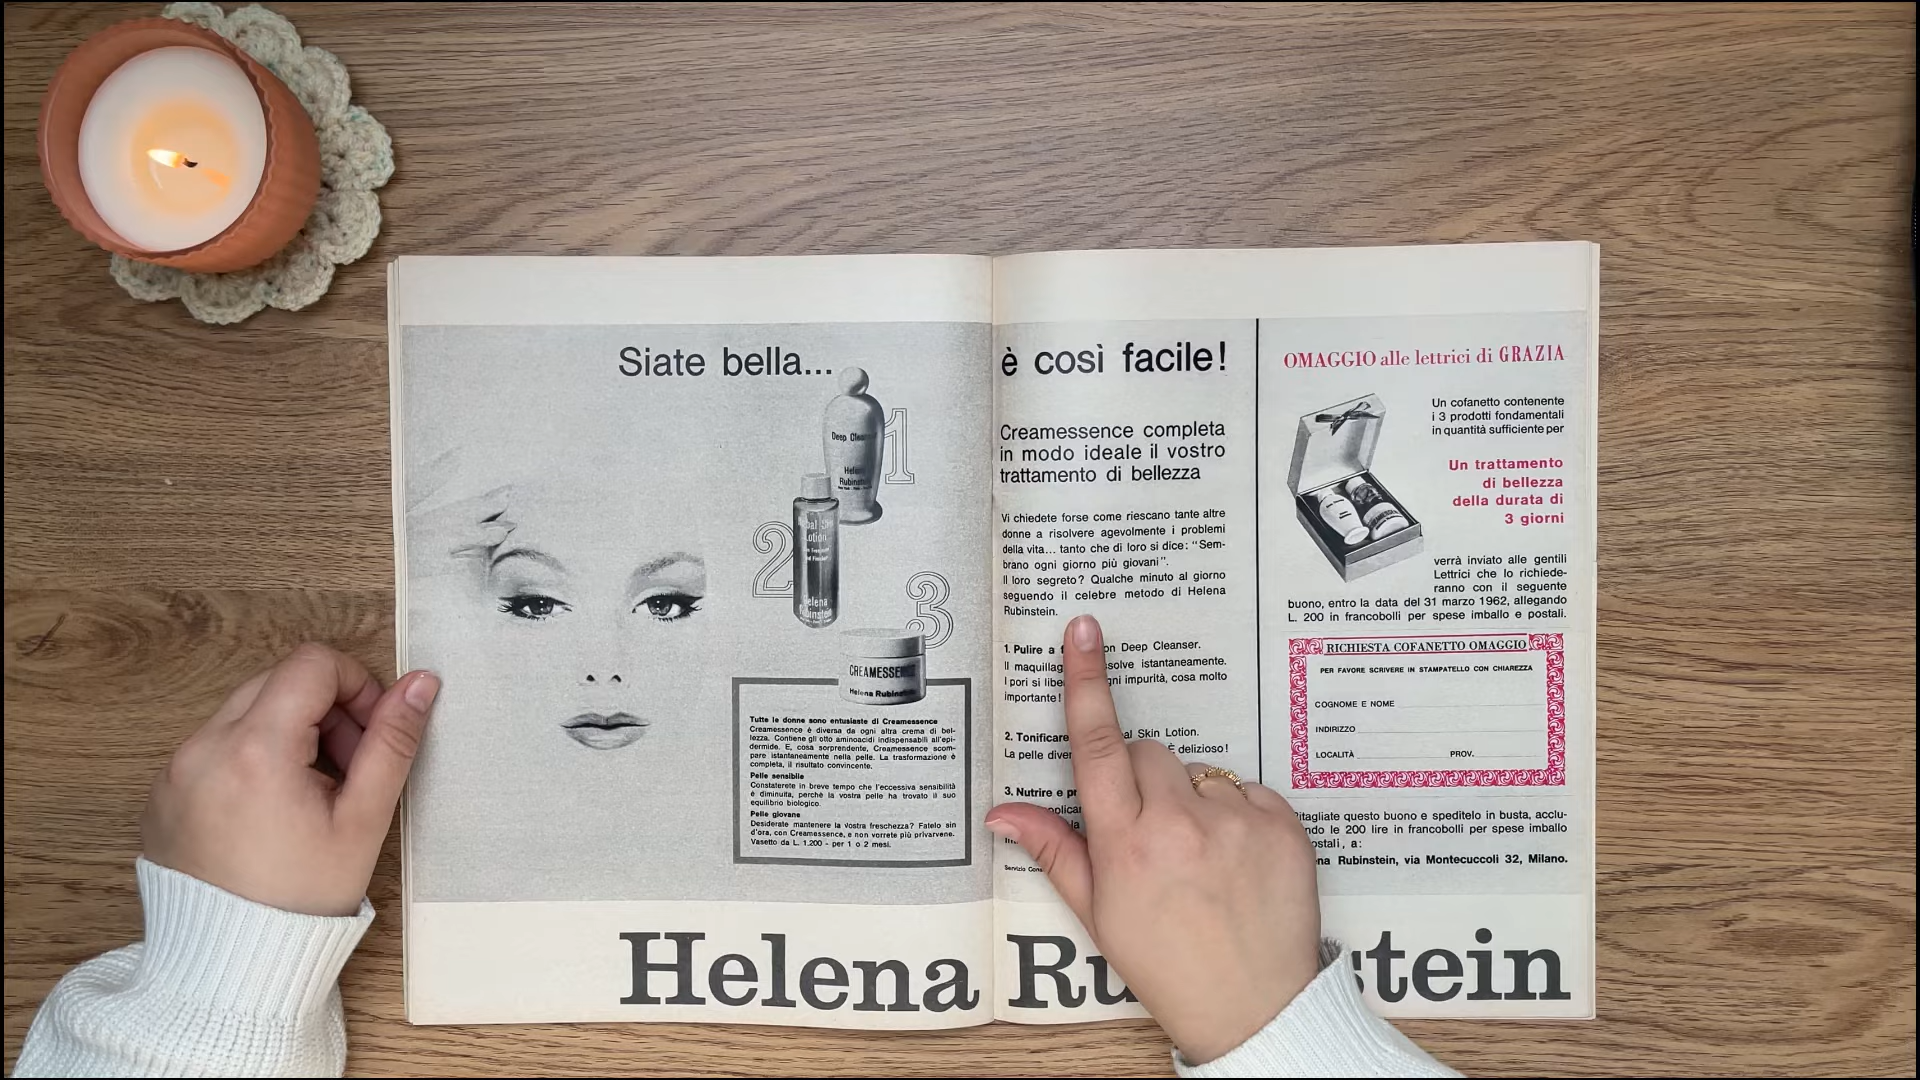 Siate bella...
1
Deep
Helena
Rubinstein
2
Lotion
Helena
Rubinstein
3
CREAMESSENCE
Helena Rubinstein
Tutte le donne sono entusiaste di Creamessence
Creamessence è diversa da ogni altra crema di bel-
lezza. Contiene gli otto aminoacidi indispensabili all'epi-
dermide. E, cosa sorprendente, Creamessence scom-
pare istantaneamente nella pelle. La trasformazione è
completa, il risultato convincente.
Pelle sensibile
Constaterete in breve tempo che l'eccessiva sensibilità
è diminuita, perchè la vostra pelle ha trovato il suo
equilibrio biologico.
Pelle giovane
Desiderate mantenere la vostra freschezza? Fatelo sin
d'ora, con Creamessence, e non vorrete più privarvene.
Vasetto da L. 1.200 - per 1 o 2 mesi.
è così facile!
Creamessence completa
in modo ideale il vostro
trattamento di bellezza
Vi chiedete forse come riescano tante altre
donne a risolvere agevolmente i problemi
della vita... tanto che di loro si dice: “Sem-
brano ogni giorno più giovani”.
Il loro segreto? Qualche minuto al giorno
seguendo il celebre metodo di Helena
Rubinstein.
1. Pulire a Deep Cleanser.
Il istantaneamente.
I pori si impurità, cosa molto
importante!
2. Tonificare Skin Lotion.
La pelle È delizioso!
3. Nutrire e
la
Servizio
OMAGGIO alle lettrici di GRAZIA
Un cofanetto contenente
i 3 prodotti fondamentali
in quantità sufficiente per
Un trattamento
di bellezza
della durata di
3 giorni
verrà inviato alle gentili
Lettrici che lo richiede-
ranno con il seguente
buono, entro la data del 31 marzo 1962, allegando
L. 200 in francobolli per spese imballo e postali.
RICHIESTA COFANETTO OMAGGIO
PER FAVORE SCRIVERE IN STAMPATELLO CON CHIAREZZA
COGNOME E NOME
INDIRIZZO
LOCALITÀ PROV.
questo buono e speditelo in busta, acclu-
le 200 lire in francobolli per spese imballo
a:
Rubinstein, via Montecuccoli 32, Milano.
Helena Rubinstein